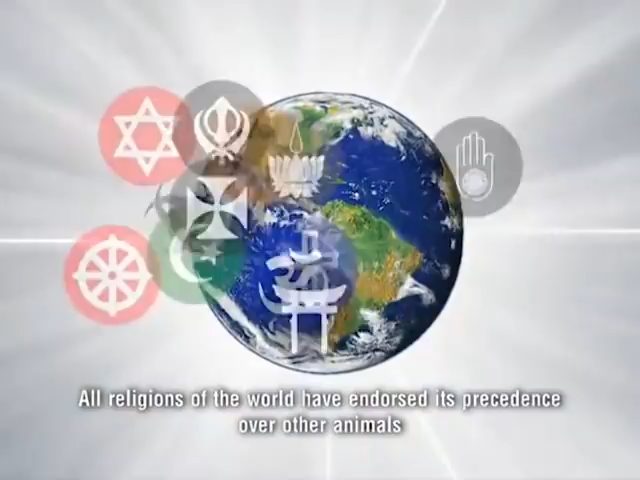 All religions of the world have endorsed its precedence
over other animals